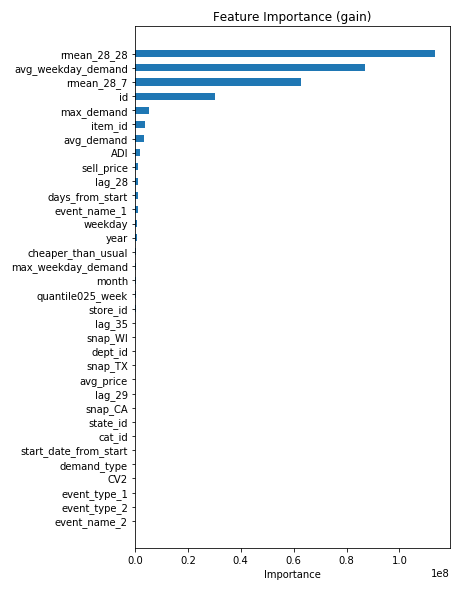 Feature Importance (gain)
rmean_28_28
avg_weekday_demand
rmean_28_7
id
max_demand
item_id
avg_demand
ADI
sell_price
lag_28
days_from_start
event_name_1
weekday
year
cheaper_than_usual
max_weekday_demand
month
quantile025_week
store_id
lag_35
snap_WI
dept_id
snap_TX
avg_price
lag_29
snap_CA
state_id
cat_id
start_date_from_start
demand_type
CV2
event_type_1
event_type_2
event_name_2
0.0 0.2 0.4 0.6 0.8 1.0
1e8
Importance